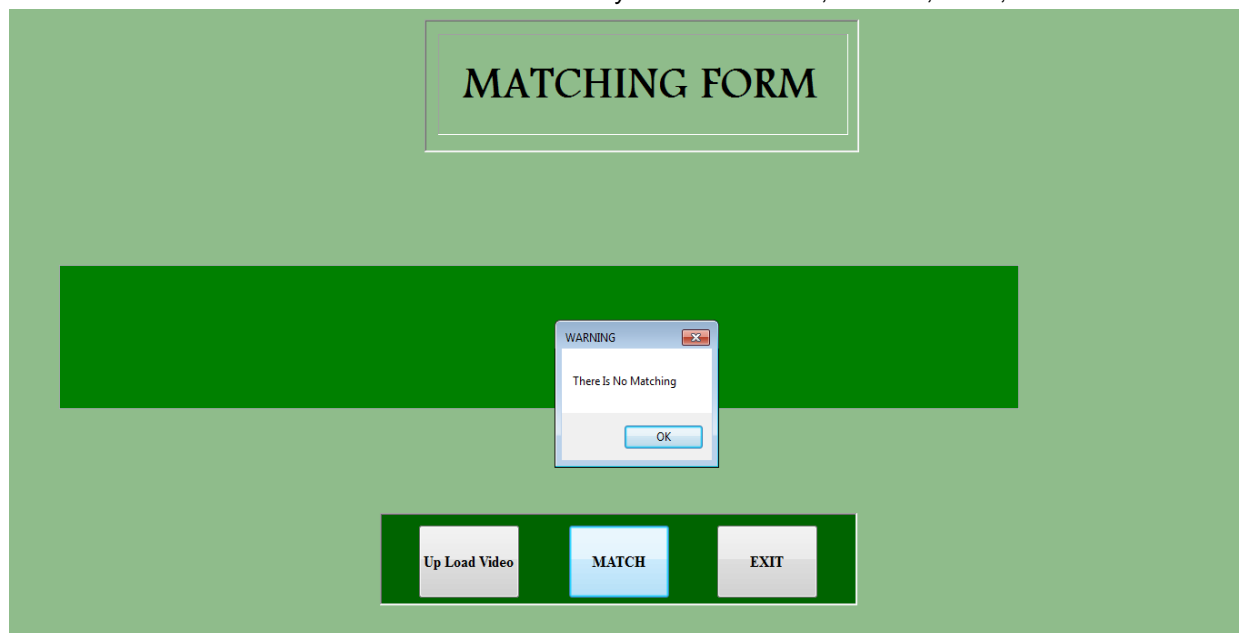 MATCHING FORM
WARNING
There Is No Matching
OK
Up Load Video
MATCH
EXIT